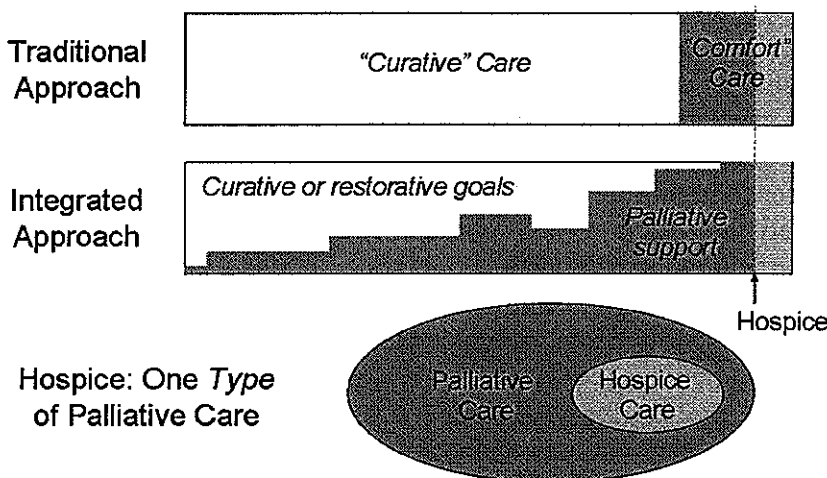 Traditional
Approach
"Curative" Care
"Comfort"
Care
Integrated
Approach
Curative or restorative goals
Palliative
support
Hospice
Hospice: One Type
of Palliative Care
Palliative
Care
Hospice
Care